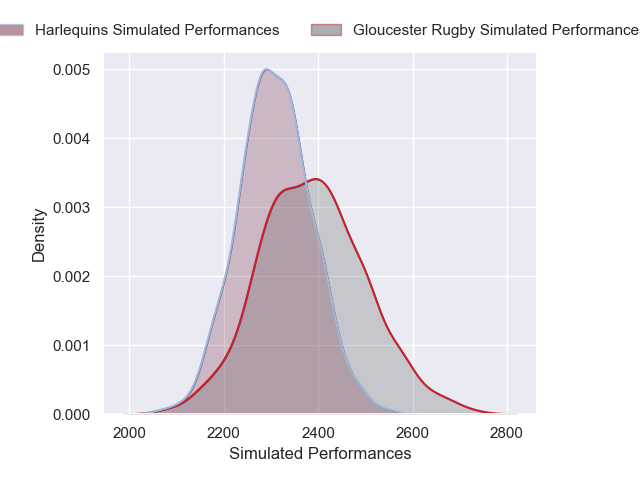 Harlequins Simulated Performances
Gloucester Rugby Simulated Performance
0.005
0.004
0.003
0.002
0.001
0.000
Density
2000 2200 2400 2600 2800
Simulated Performances